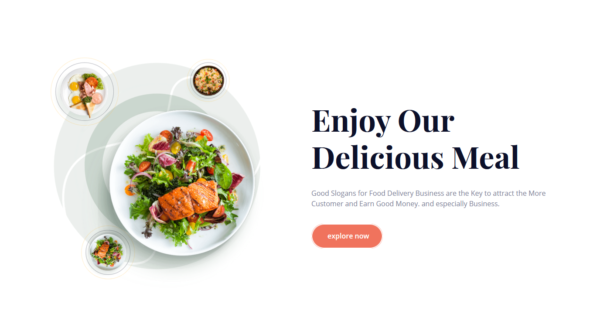 Enjoy Our
Delicious Meal
Good Slogans for Food Delivery Business are the Key to attract the More
Customer and Earn Good Money. and especially Business.
explore now